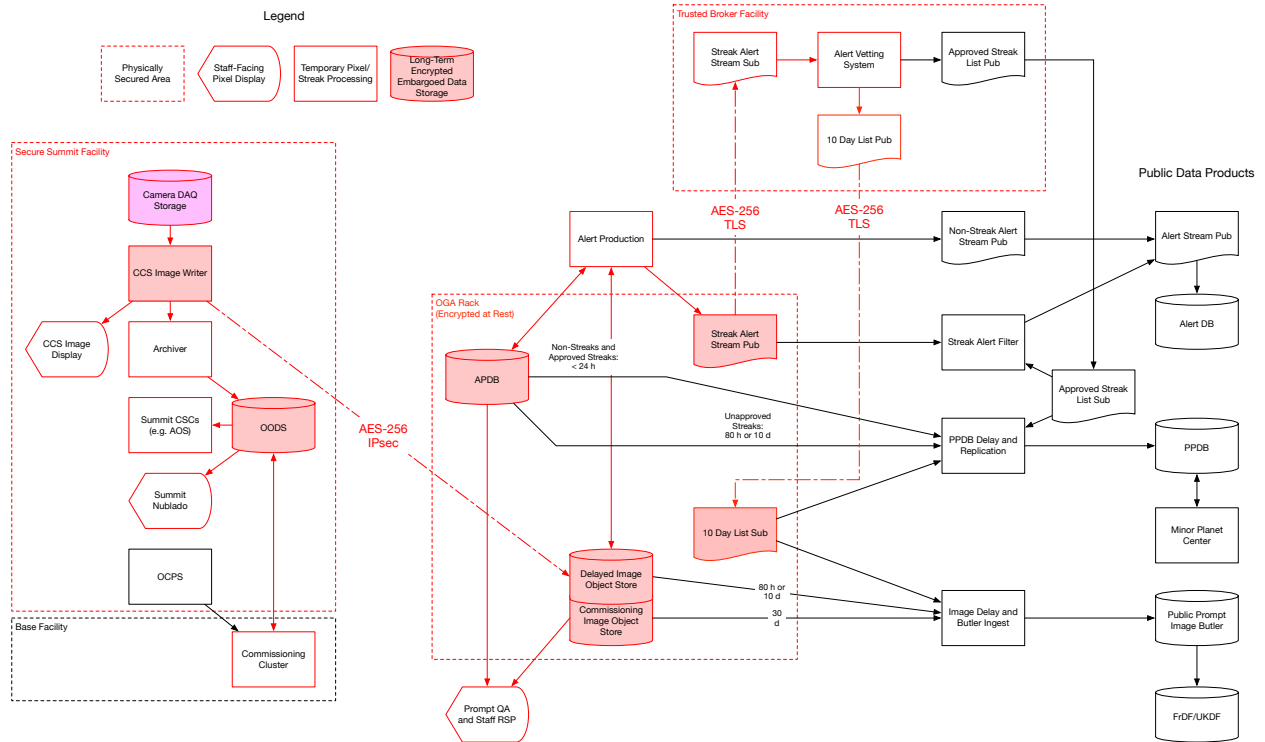 Legend
Physically
Secured Area
Staff-Facing
Pixel Display
Temporary Pixel/
Streak Processing
Long-Term
Encrypted
Embargoed Data
Storage
Trusted Broker Facility
Streak Alert
Stream Sub
Alert Vetting
System
Approved Streak
List Pub
10 Day List Pub
Secure Summit Facility
Camera DAQ
Storage
CCS Image Writer
CCS Image
Display
Archiver
Summit CSCs
(e.g. AOS)
OODS
Summit
Nublado
OCPS
Base Facility
Commissioning
Cluster
AES-256
IPsec
AES-256
TLS
AES-256
TLS
Alert Production
OGA Rack
(Encrypted at Rest)
Non-Streaks and
Approved Streaks:
< 24 h
Streak Alert
Stream Pub
APDB
Unapproved
Streaks:
80 h or 10 d
10 Day List Sub
Delayed Image
Object Store
Commissioning
Image Object
Store
80 h or
10 d
30
d
Prompt QA
and Staff RSP
Public Data Products
Non-Streak Alert
Stream Pub
Alert Stream Pub
Alert DB
Streak Alert Filter
Approved Streak
List Sub
PPDB Delay and
Replication
PPDB
Minor Planet
Center
Image Delay and
Butler Ingest
Public Prompt
Image Butler
FrDF/UKDF